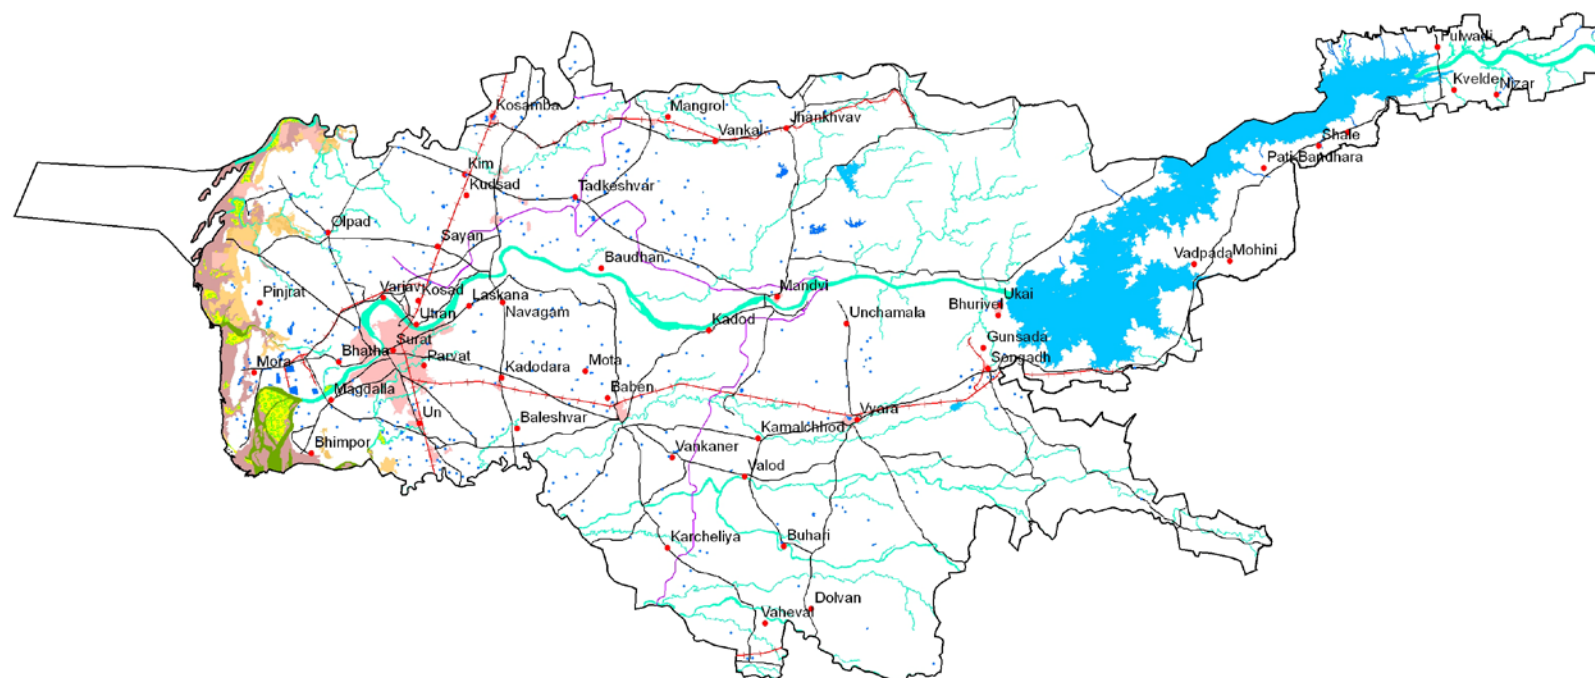 Pulwadi
Kvelde
Nizar
Kosamba
Mangrol
Jhankhvav
Vankal
Shale
Pati-Bandhara
Kim
Kudsad
Tadkeshvar
Olpad
Sayan
Baudhan
Vadpada
Mohini
Pinjrat
Variav
Kosad
Laskana
Navagam
Mandvi
Ukai
Bhuriyel
Utran
Kadod
Unchamala
Surat
Gunsada
Mora
Bhatha
Parvat
Kadodara
Mota
Songadh
Magdalla
Baben
Un
Baleshvar
Vyara
Bhimpor
Kamalchhod
Vankaner
Valod
Karcheliya
Buhari
Dolvan
Vaheval